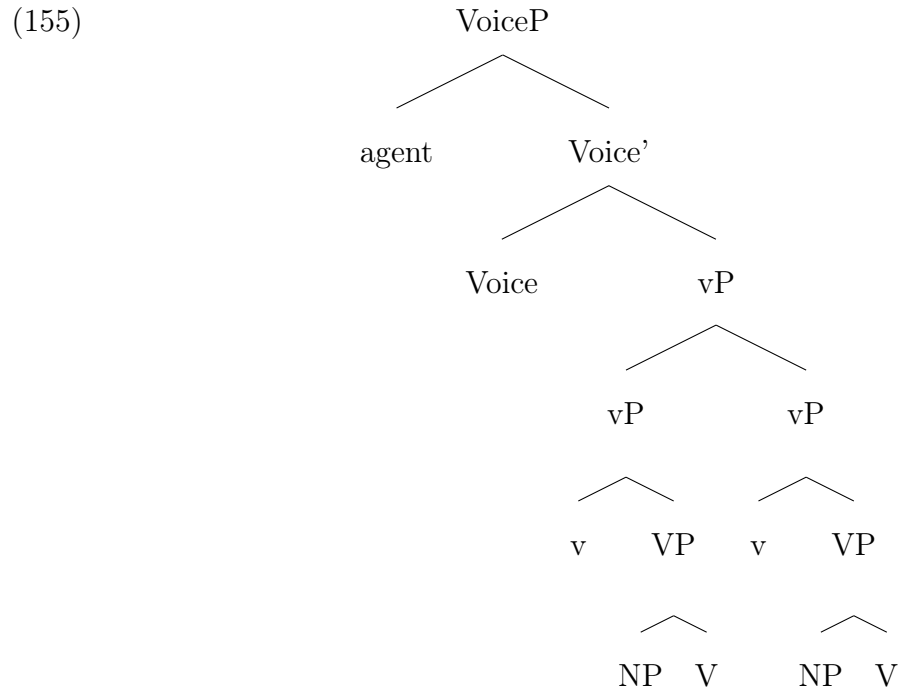 (155) VoiceP
agent Voice’
Voice vP
vP vP
v VP v VP
NP V NP V